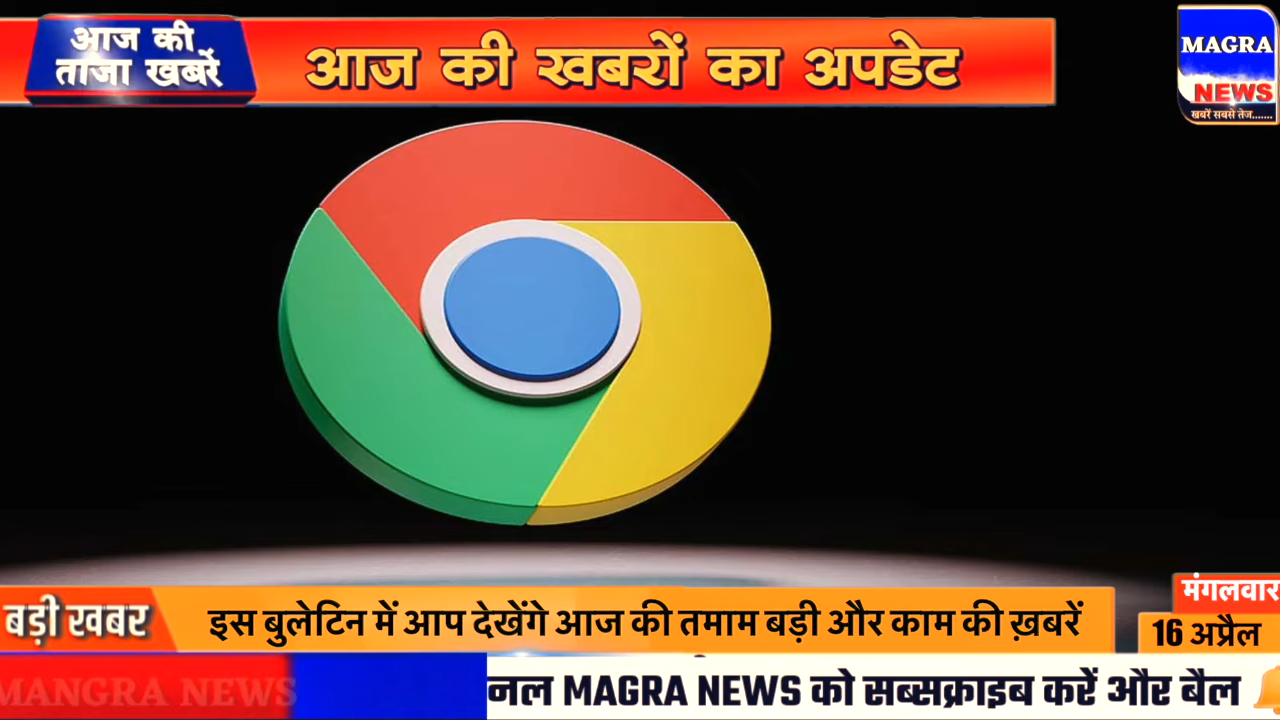 आज की
ताजा खबरें
आज की खबरों का अपडेट
MAGRA
NEWS
खबरें सबसे तेज.......
बड़ी खबर
इस बुलेटिन में आप देखेंगे आज की तमाम बड़ी और काम की ख़बरें
मंगलवार
16 अप्रैल
MANGRA NEWS
नल MAGRA NEWS को सब्सक्राइब करें और बैल